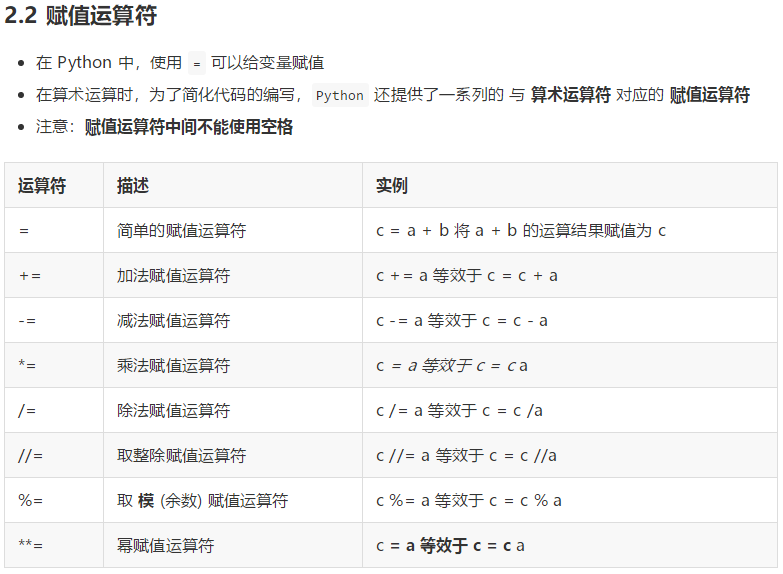 2.2 赋值运算符
在 Python 中，使用 = 可以给变量赋值
在算术运算时，为了简化代码的编写，Python 还提供了一系列的 与 算术运算符 对应的 赋值运算符
注意：赋值运算符中间不能使用空格
运算符 描述 实例
= 简单的赋值运算符 c = a + b 将 a + b 的运算结果赋值为 c
+= 加法赋值运算符 c += a 等效于 c = c + a
-= 减法赋值运算符 c -= a 等效于 c = c - a
*= 乘法赋值运算符 c = a 等效于 c = c a
/= 除法赋值运算符 c /= a 等效于 c = c /a
//= 取整除赋值运算符 c //= a 等效于 c = c //a
%= 取 模 (余数) 赋值运算符 c %= a 等效于 c = c % a
**= 幂赋值运算符 c = a 等效于 c = c a